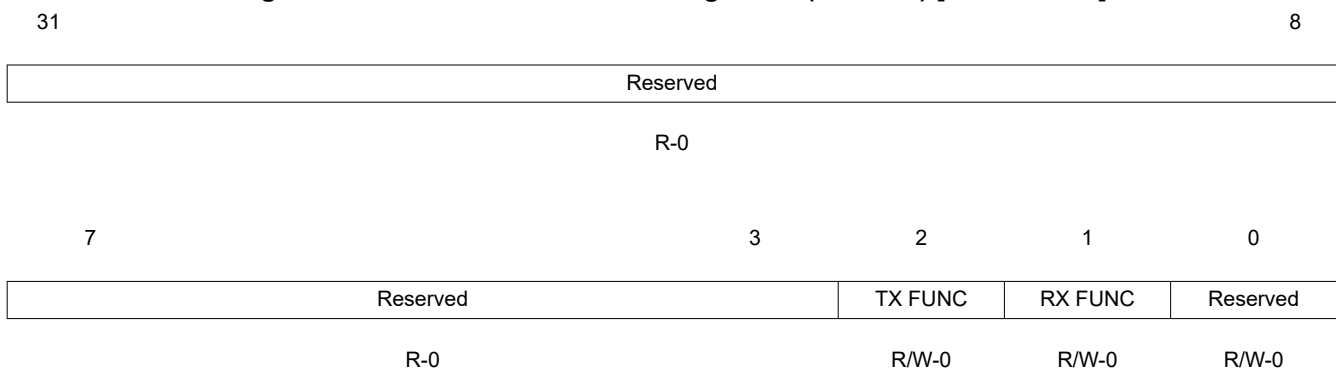 31 8
Reserved
R-0
7 3 2 1 0
Reserved TX FUNC RX FUNC Reserved
R-0 R/W-0 R/W-0 R/W-0